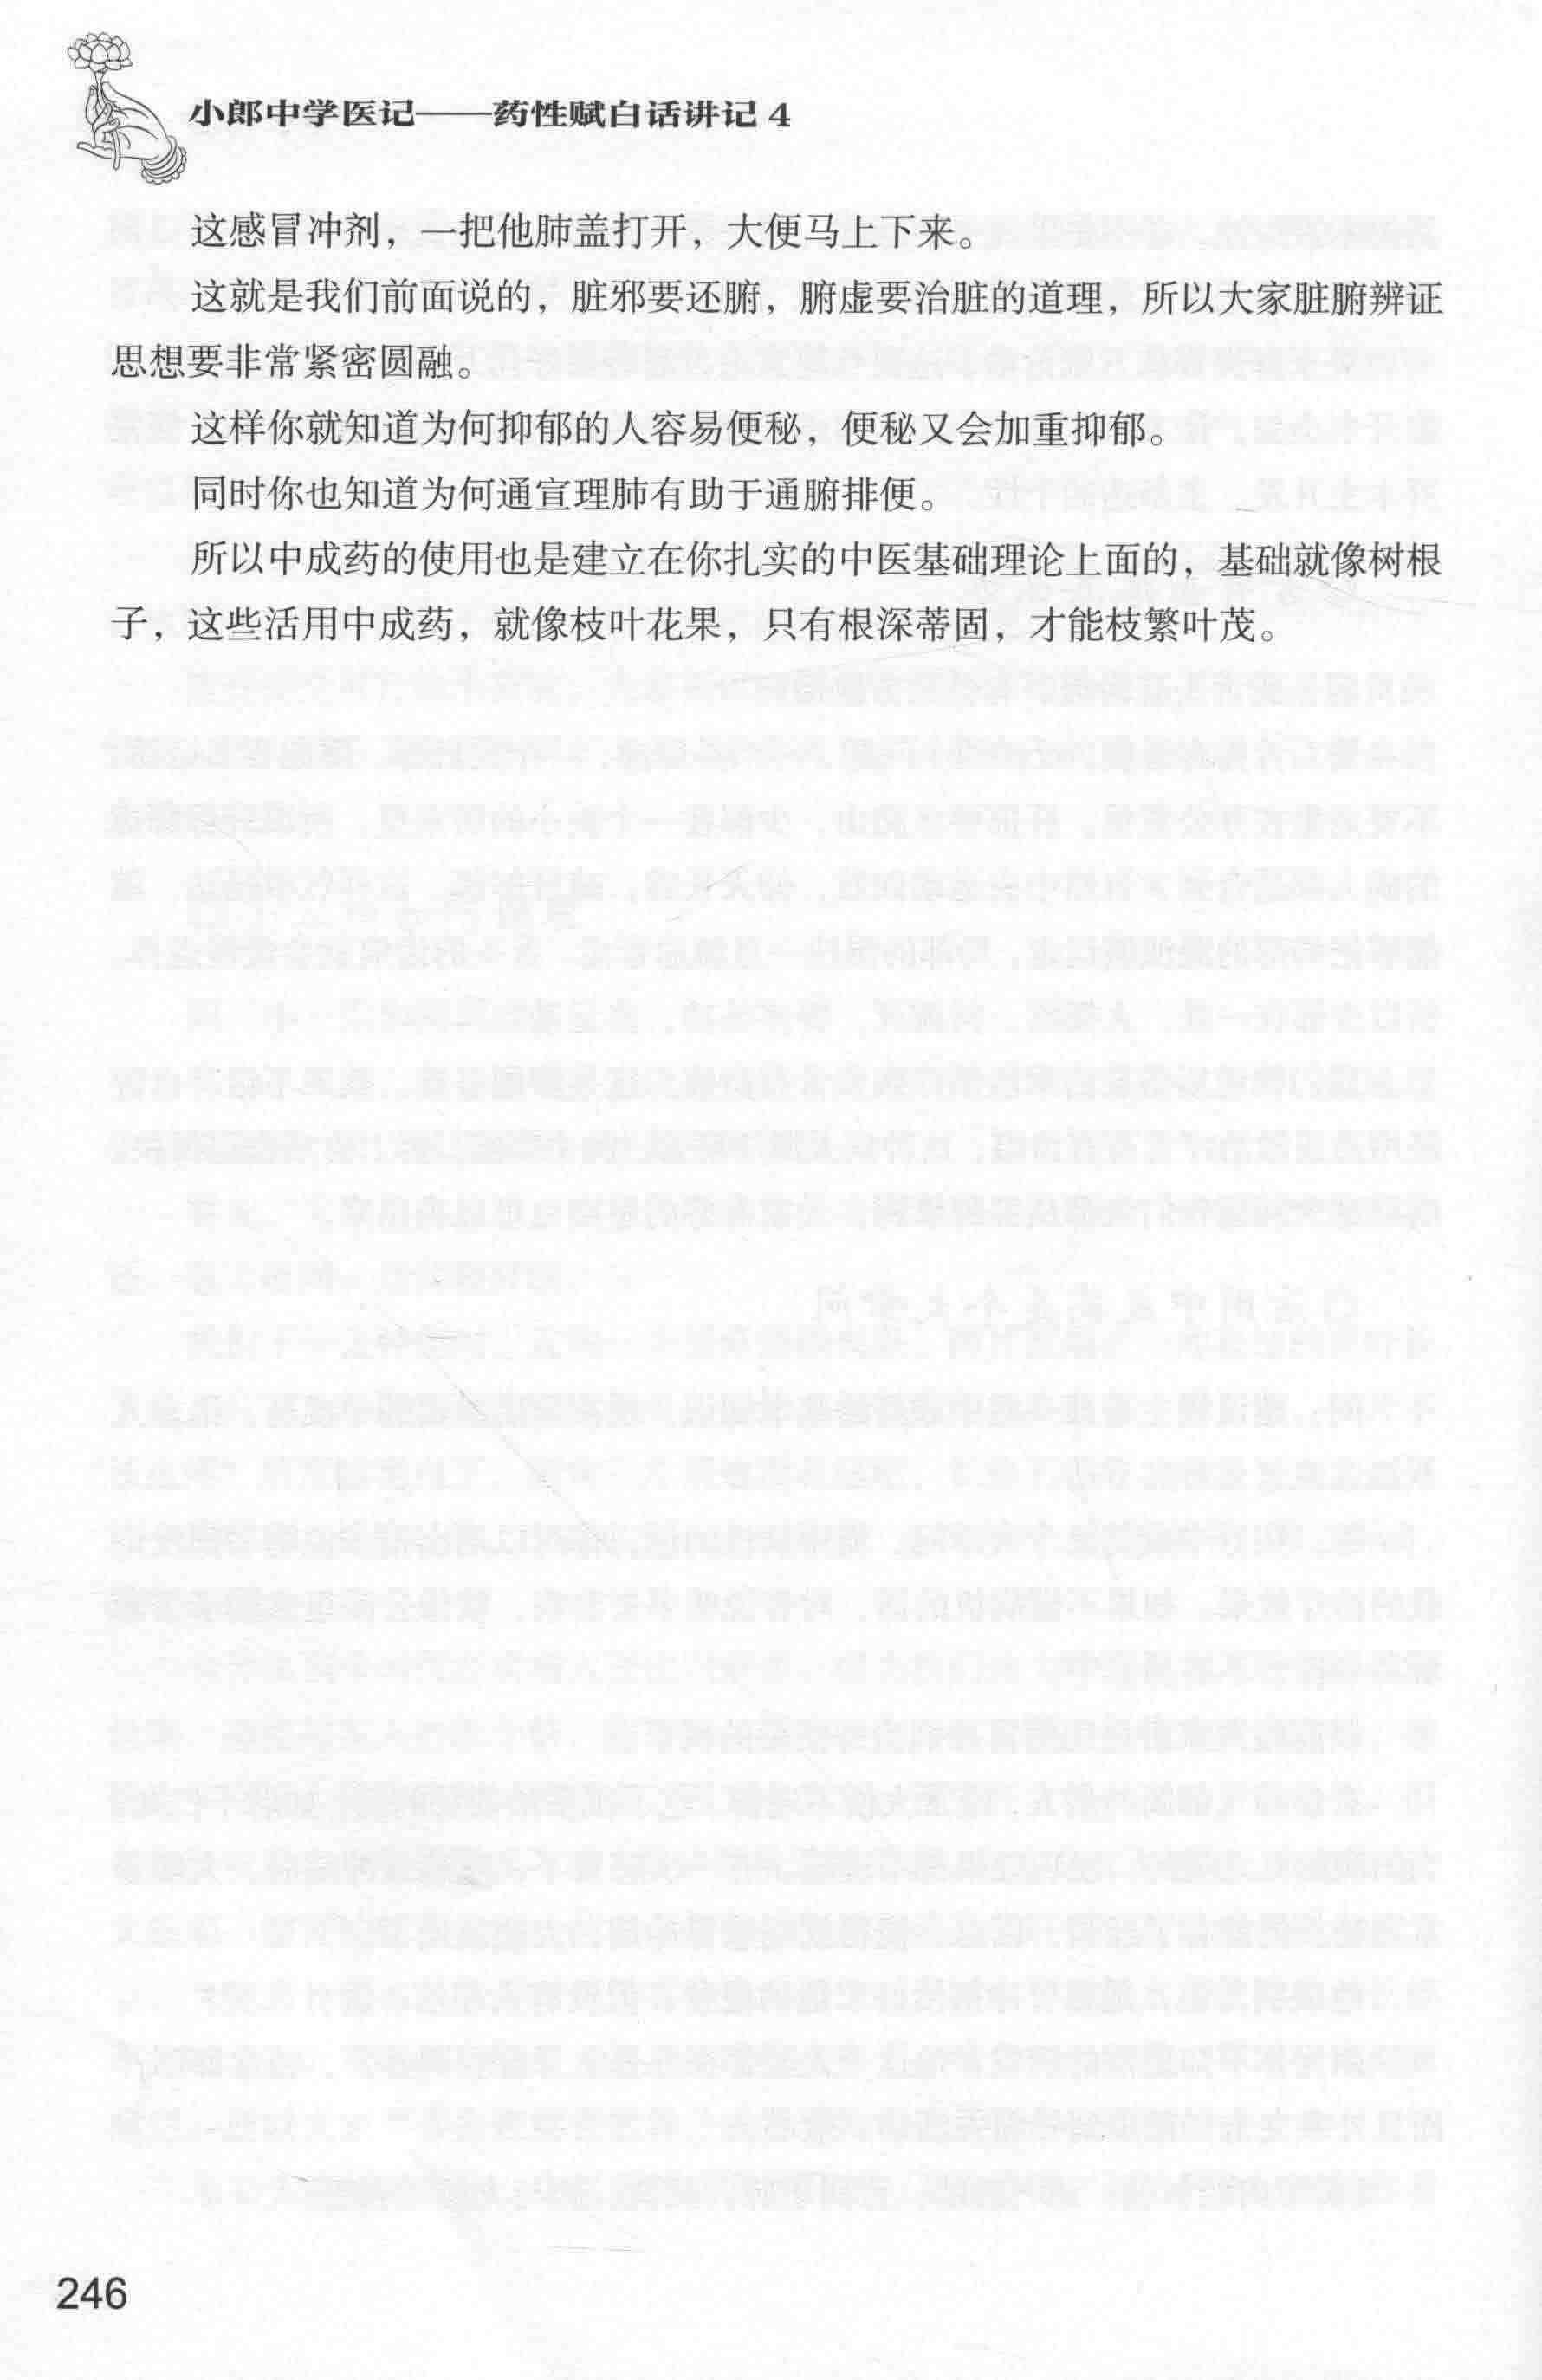 小郎中学医记——药性赋白话讲记4
这感冒冲剂，一把他肺盖打开，大便马上下来。
这就是我们前面说的，脏邪要还腑，腑虚要治脏的道理，所以大家脏腑辨证
思想要非常紧密圆融。
这样你就知道为何抑郁的人容易便秘，便秘又会加重抑郁。
同时你也知道为何通宣理肺有助于通腑排便。
所以中成药的使用也是建立在你扎实的中医基础理论上面的，基础就像树根
子，这些活用中成药，就像枝叶花果，只有根深蒂固，才能枝繁叶茂。
246